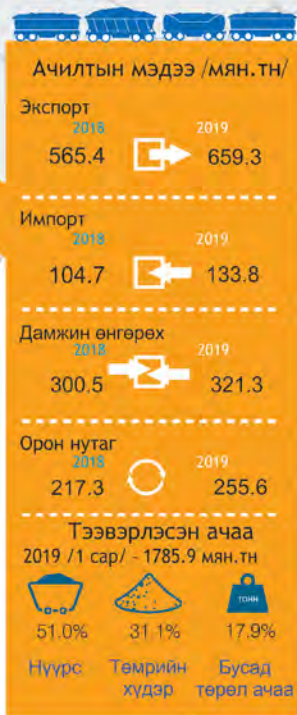 Ачилтын мэдээ /мян.тн/
Экспорт
2018 2019
565.4 659.3
Импорт
2018 2019
104.7 133.8
Дамжин өнгөрөх
2018 2019
300.5 321.3
Орон нутаг
2018 2019
217.3 255.6
Тээвэрлэсэн ачаа
2019 /1 сар/ - 1785.9 мян.тн
ТОНН
51.0% 31.1% 17.9%
Нүүрс Төмрийн Бусад
хүдэр төрөл ачаа